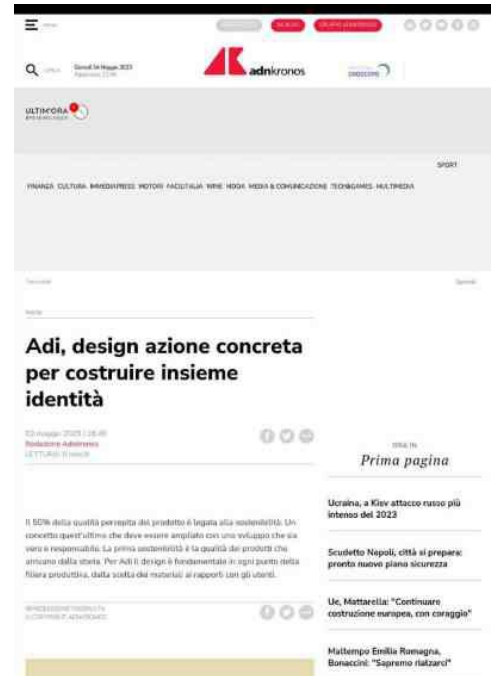 adnkronos
ULTIM'ORA
SPORT
FINANZA CULTURA IMMEDIAPRESS MOTORI FACILITALIA WINE MODA MEDIA & COMUNICAZIONE TECH&GAMES MULTIMEDIA
Adi, design azione concreta
per costruire insieme
identità
Redazione Adnkronos
Prima pagina
Il 50% della qualità percepita del prodotto è legata alla sostenibilità. Un
concetto quest'ultimo che deve essere ampliato con uno sviluppo che sia
vero e responsabile. La prima sostenibilità è la qualità dei prodotti che
arrivano dalla storia. Per Adi il design è fondamentale in ogni punto della
filiera produttiva, dalla scelta dei materiali ai rapporti con gli utenti.
Ucraina, a Kiev attacco russo più
intenso del 2023
Scudetto Napoli, città si prepara:
pronto nuovo piano sicurezza
Ue, Mattarella: "Continuare
costruzione europea, con coraggio"
Maltempo Emilia Romagna,
Bonaccini: "Sapremo rialzarci"